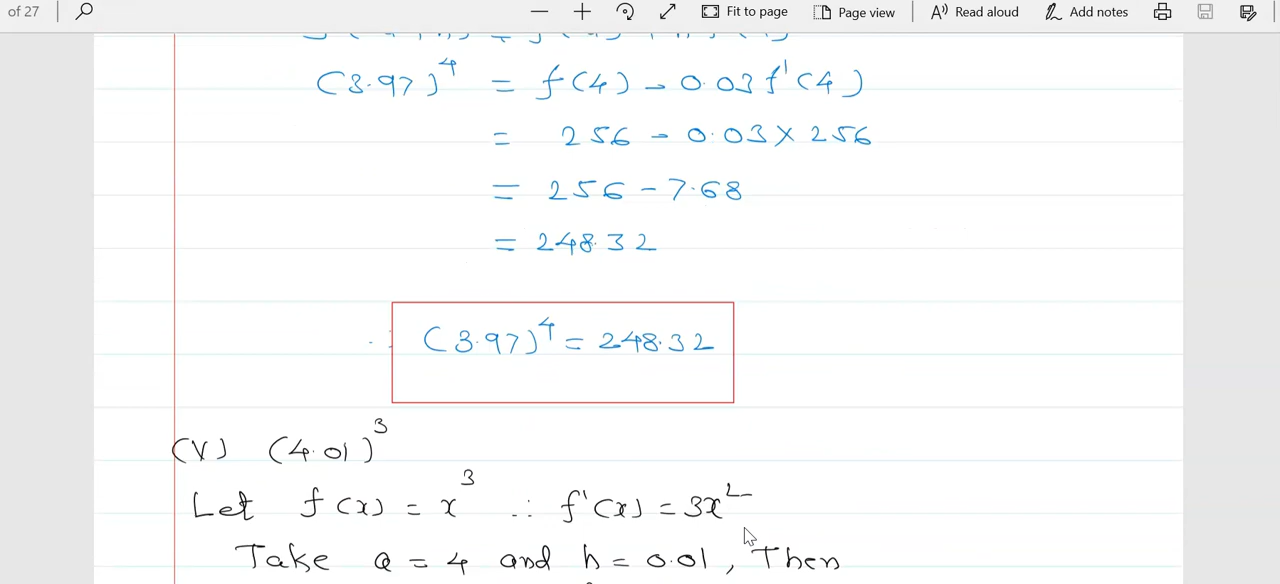 of 27 Fit to page Page view Read aloud Add notes
(3.97)⁴ = f(4) - 0.03 f'(4)
= 256 - 0.03 × 256
= 256 - 7.68
= 248.32
∴ (3.97)⁴ = 248.32
(V) (4.01)³
Let f(x) = x³ ∴ f'(x) = 3x²
Take a = 4 and h = 0.01, Then